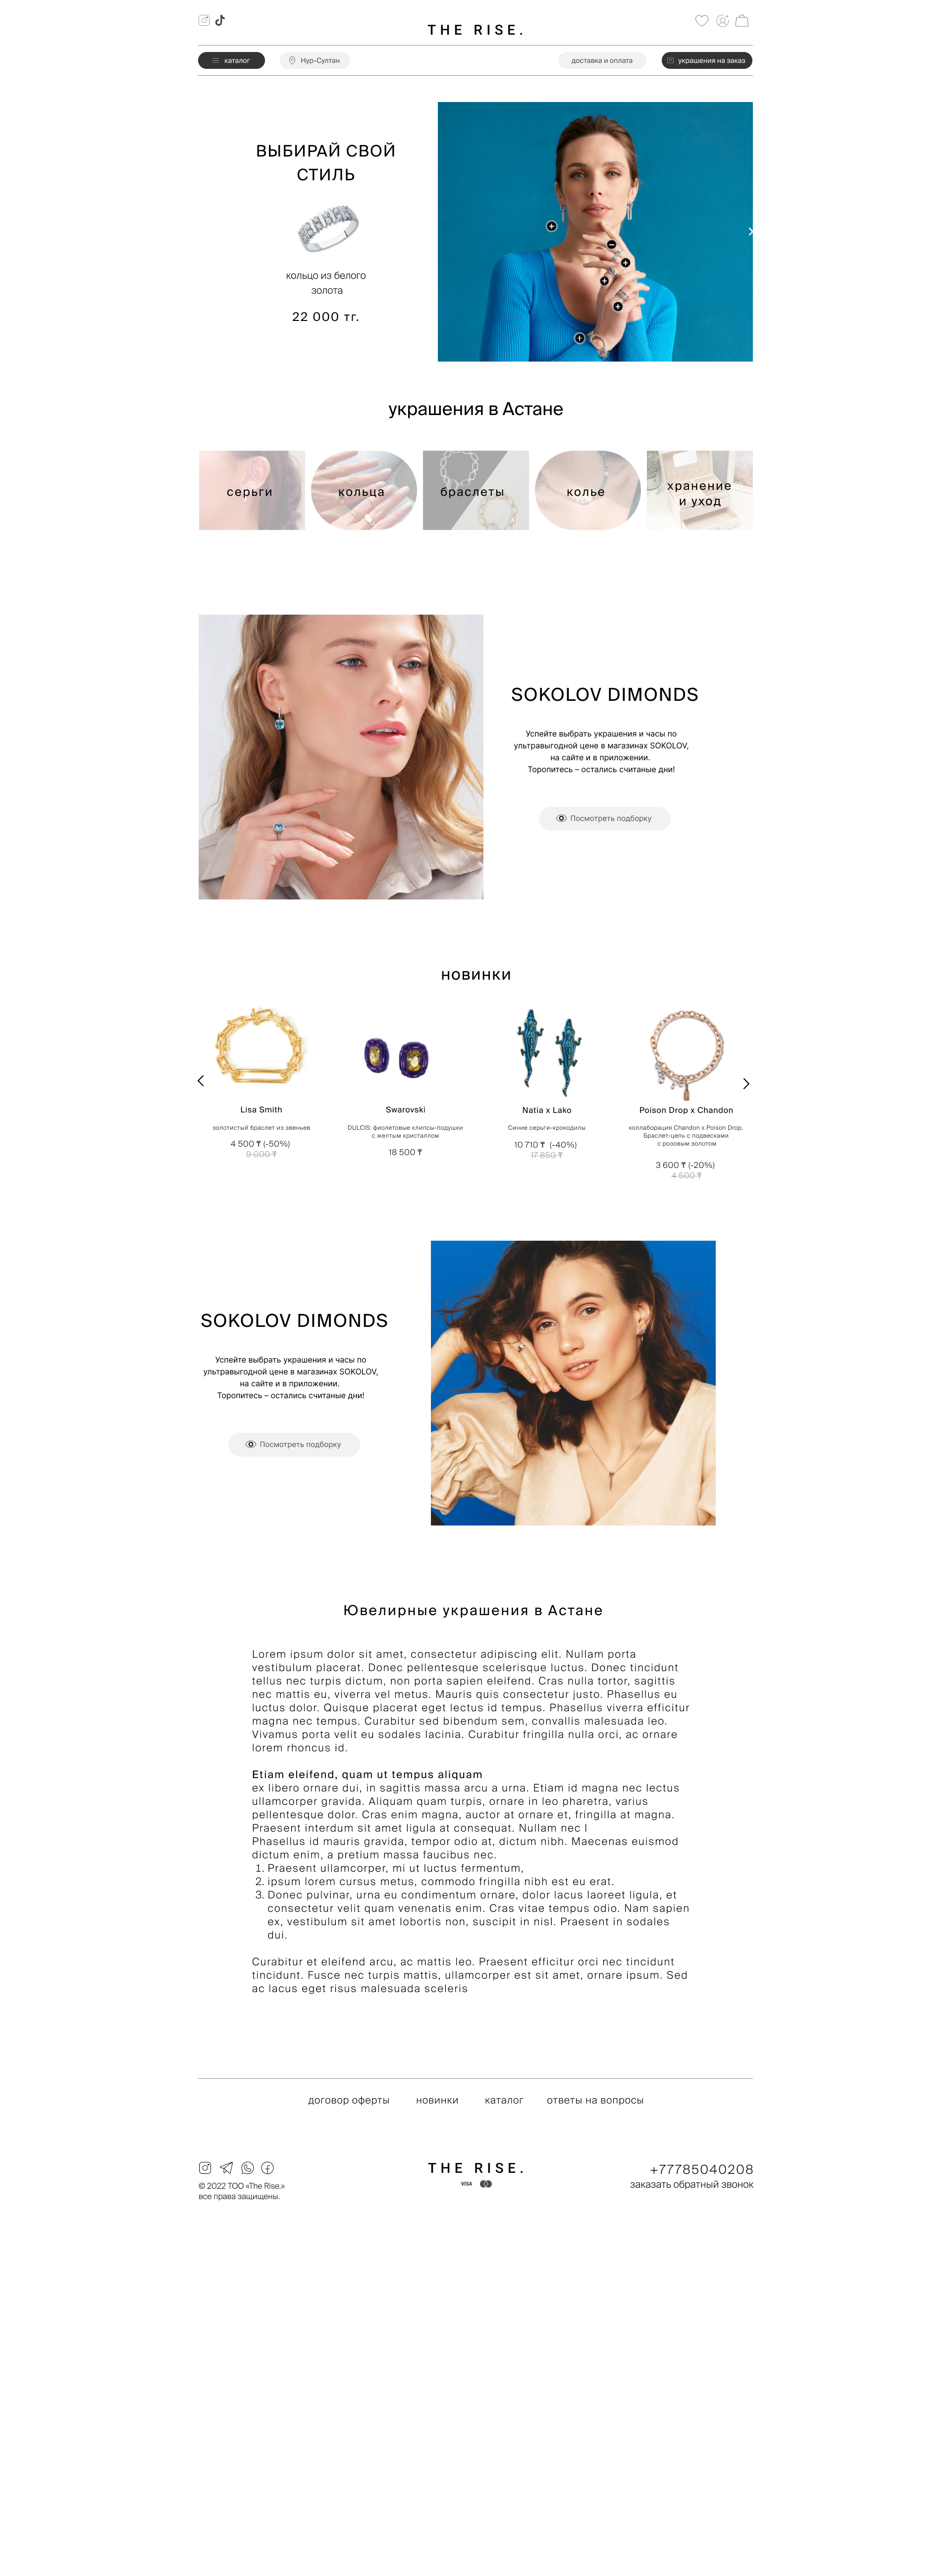 THE RISE.
каталог
Нур-Султан
доставка и оплата
украшения на заказ
ВЫБИРАЙ СВОЙ
СТИЛЬ
кольцо из белого
золота
22 000 тг.
украшения в Астане
серьги
кольца
браслеты
колье
хранение
и уход
SOKOLOV DIMONDS
Успейте выбрать украшения и часы по
ультравыгодной цене в магазинах SOKOLOV,
на сайте и в приложении.
Торопитесь – остались считаные дни!
Посмотреть подборку
новинки
Lisa Smith
золотистый браслет из звеньев
4 500 ₸ (-50%)
9 000 ₸
Swarovski
DULCIS: фиолетовые клипсы-подушки
с желтым кристаллом
18 500 ₸
Natia x Lako
Синие серьги-крокодилы
10 710 ₸ (-40%)
17 850 ₸
Poison Drop x Chandon
коллаборация Chandon x Poison Drop.
Браслет-цепь с подвесками
с розовым золотом
3 600 ₸ (-20%)
4 500 ₸
SOKOLOV DIMONDS
Успейте выбрать украшения и часы по
ультравыгодной цене в магазинах SOKOLOV,
на сайте и в приложении.
Торопитесь – остались считаные дни!
Посмотреть подборку
Ювелирные украшения в Астане
Lorem ipsum dolor sit amet, consectetur adipiscing elit. Nullam porta
vestibulum placerat. Donec pellentesque scelerisque luctus. Donec tincidunt
tellus nec turpis dictum, non porta sapien eleifend. Cras nulla tortor, sagittis
nec mattis eu, viverra vel metus. Mauris quis consectetur justo. Phasellus eu
luctus dolor. Quisque placerat eget lectus id tempus. Phasellus viverra efficitur
magna nec tempus. Curabitur sed bibendum sem, convallis malesuada leo.
Vivamus porta velit eu sodales lacinia. Curabitur fringilla nulla orci, ac ornare
lorem rhoncus id.
Etiam eleifend, quam ut tempus aliquam
ex libero ornare dui, in sagittis massa arcu a urna. Etiam id magna nec lectus
ullamcorper gravida. Aliquam quam turpis, ornare in leo pharetra, varius
pellentesque dolor. Cras enim magna, auctor at ornare et, fringilla at magna.
Praesent interdum sit amet ligula at consequat. Nullam nec l
Phasellus id mauris gravida, tempor odio at, dictum nibh. Maecenas euismod
dictum enim, a pretium massa faucibus nec.
1. Praesent ullamcorper, mi ut luctus fermentum,
2. ipsum lorem cursus metus, commodo fringilla nibh est eu erat.
3. Donec pulvinar, urna eu condimentum ornare, dolor lacus laoreet ligula, et
consectetur velit quam venenatis enim. Cras vitae tempus odio. Nam sapien
ex, vestibulum sit amet lobortis non, suscipit in nisl. Praesent in sodales
dui.
Curabitur et eleifend arcu, ac mattis leo. Praesent efficitur orci nec tincidunt
tincidunt. Fusce nec turpis mattis, ullamcorper est sit amet, ornare ipsum. Sed
ac lacus eget risus malesuada sceleris
договор оферты
новинки
каталог
ответы на вопросы
© 2022 ТОО «The Rise.»
все права защищены.
THE RISE.
VISA
+77785040208
заказать обратный звонок